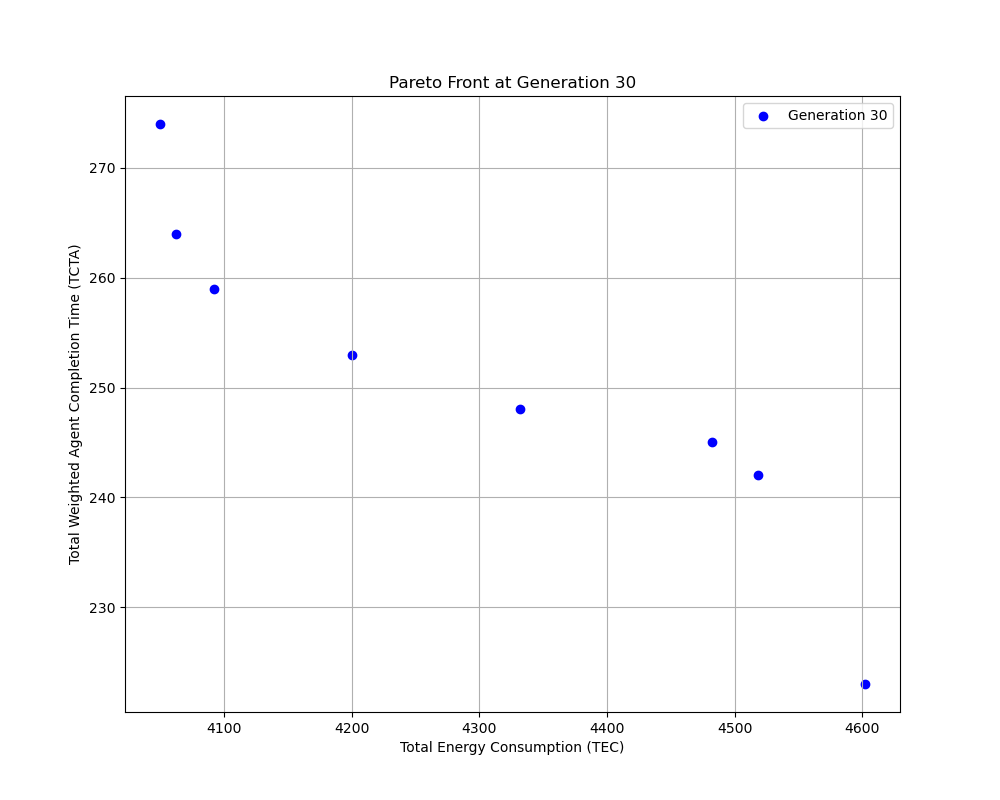 Pareto Front at Generation 30
Generation 30
270
260
250
240
230
Total Weighted Agent Completion Time (TCTA)
4100
4200
4300
4400
4500
4600
Total Energy Consumption (TEC)